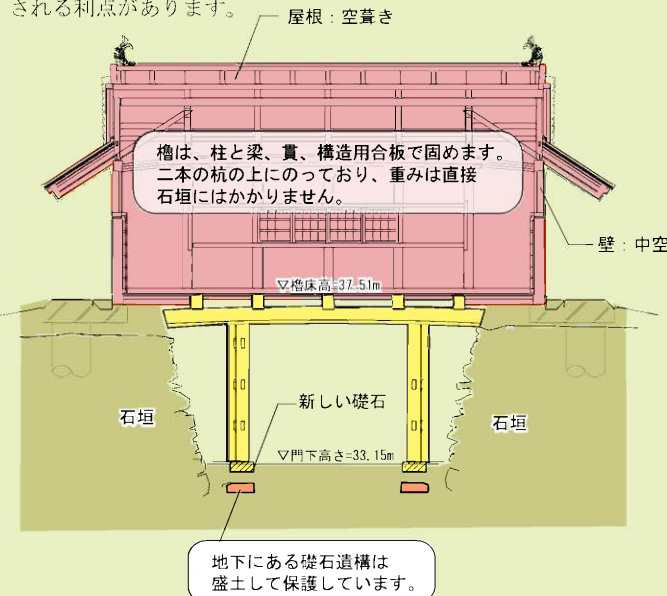 される利点があります。
屋根：空葺き
櫓は、柱と梁、貫、構造用合板で固めます。
二本の杭の上にのっており、重みは直接
石垣にはかかりません。
壁：中空
▽櫓床高=37.51m
新しい礎石
石垣
石垣
▽門下高さ=33.15m
地下にある礎石遺構は
盛土して保護しています。